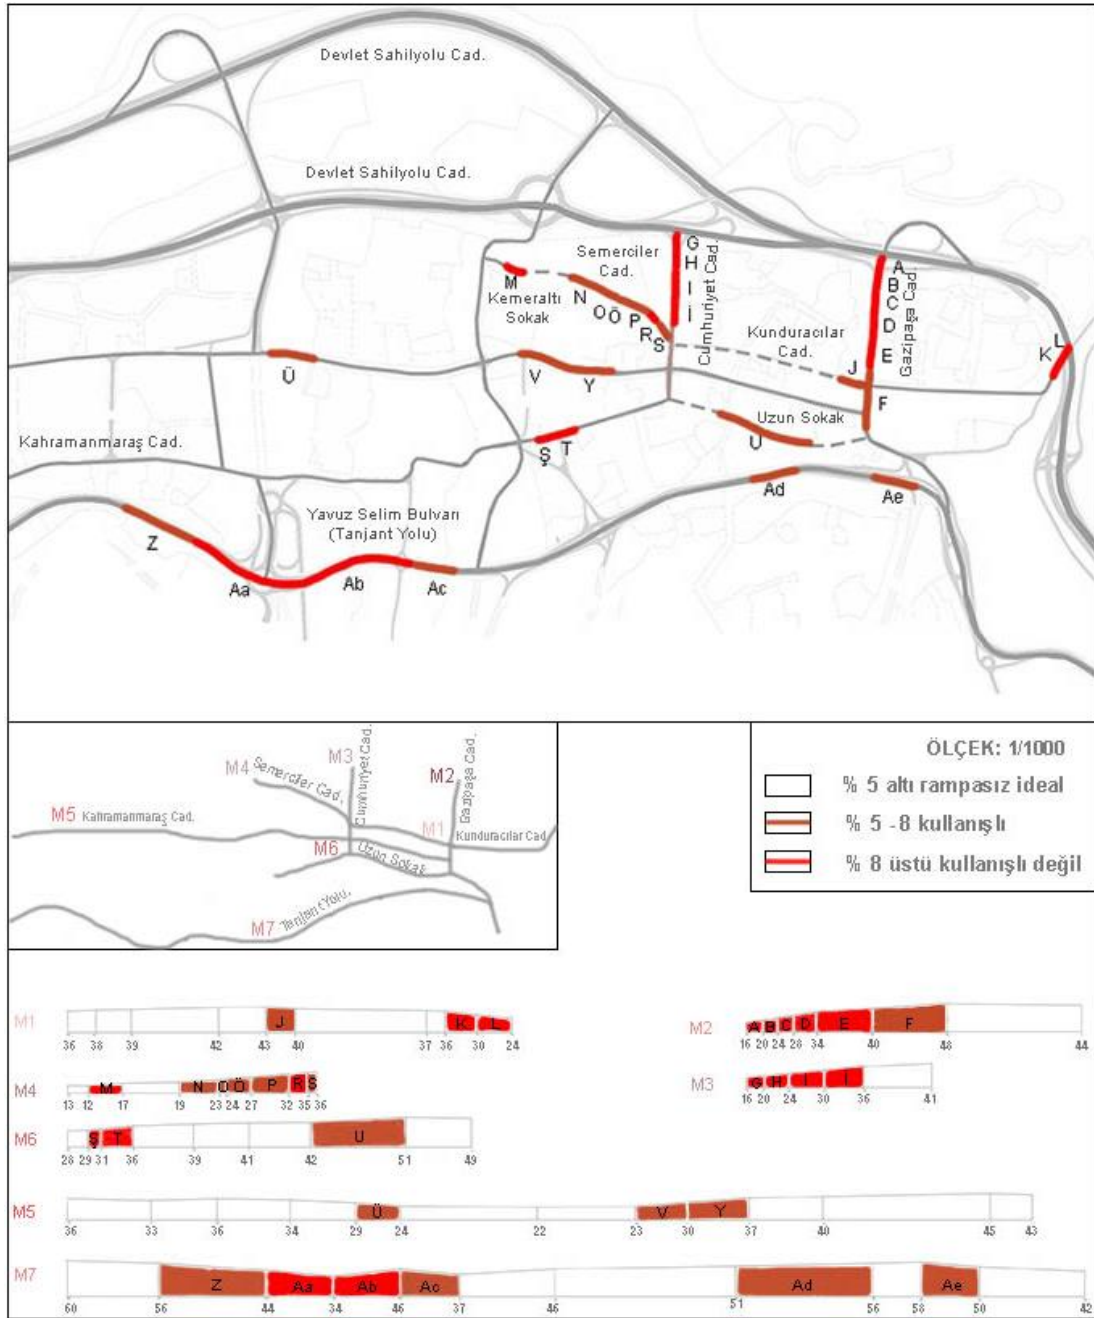 Devlet Sahilyolu Cad.
Devlet Sahilyolu Cad.
Semerciler
Cad.
G
H
I
İ
Cumhuriyet Cad.
A
B
C
D
E
Gazipaşa Cad.
M
Kemeraltı
Sokak
N
O
Ö
P
R
S
Kunduracılar
Cad.
J
F
K
L
Ü
V
Y
Uzun Sokak
U
Kahramanmaraş Cad.
Ş
T
Ad
Ae
Yavuz Selim Bulvarı
(Tanjant Yolu)
Z
Aa
Ab
Ac
M4
Semerciler Cad.
M3
Cumhuriyet Cad.
M2
Gazipaşa Cad.
M5 Kahramanmaraş Cad.
M1
Kunduracılar Cad
M6
Uzun Sokak
M7
Tanjant Yolu.
ÖLÇEK: 1/1000
% 5 altı rampasız ideal
% 5 -8 kullanışlı
% 8 üstü kullanışlı değil
M1
J K L
36 38 39 42 43 40 37 36 30 24
M2
A B C D E F
16 20 24 28 34 40 48 44
M4
M N O Ö P R S
13 12 17 19 23 24 27 32 35 36
M3
G H I İ
16 20 24 30 36 41
M6
Ş T U
28 29 31 36 39 41 42 51 49
M5
Ü V Y
36 33 36 34 29 24 22 23 30 37 40 45 43
M7
Z Aa Ab Ac Ad Ae
60 56 44 34 46 37 46 51 56 58 50 42